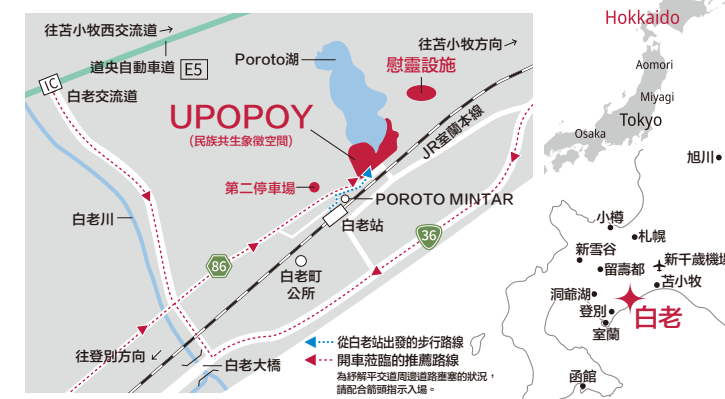 往苫小牧西交流道→
道央自動車道 E5
IC
白老交流道
Poroto湖
往苫小牧方向→
慰靈設施
UPOPOY
(民族共生象徵空間)
JR室蘭本線
第二停車場
POROTO MINTAR
白老站
白老川
36
86
白老町
公所
往登別方向←
白老大橋
從白老站出發的步行路線
開車蒞臨的推薦路線
為紓解平交道周邊道路壅塞的狀況，
請配合箭頭指示入場。
Hokkaido
Aomori
Miyagi
Tokyo
Osaka
旭川
小樽
札幌
新雪谷
新千歲機場
留壽都
苫小牧
洞爺湖
登別
白老
室蘭
函館